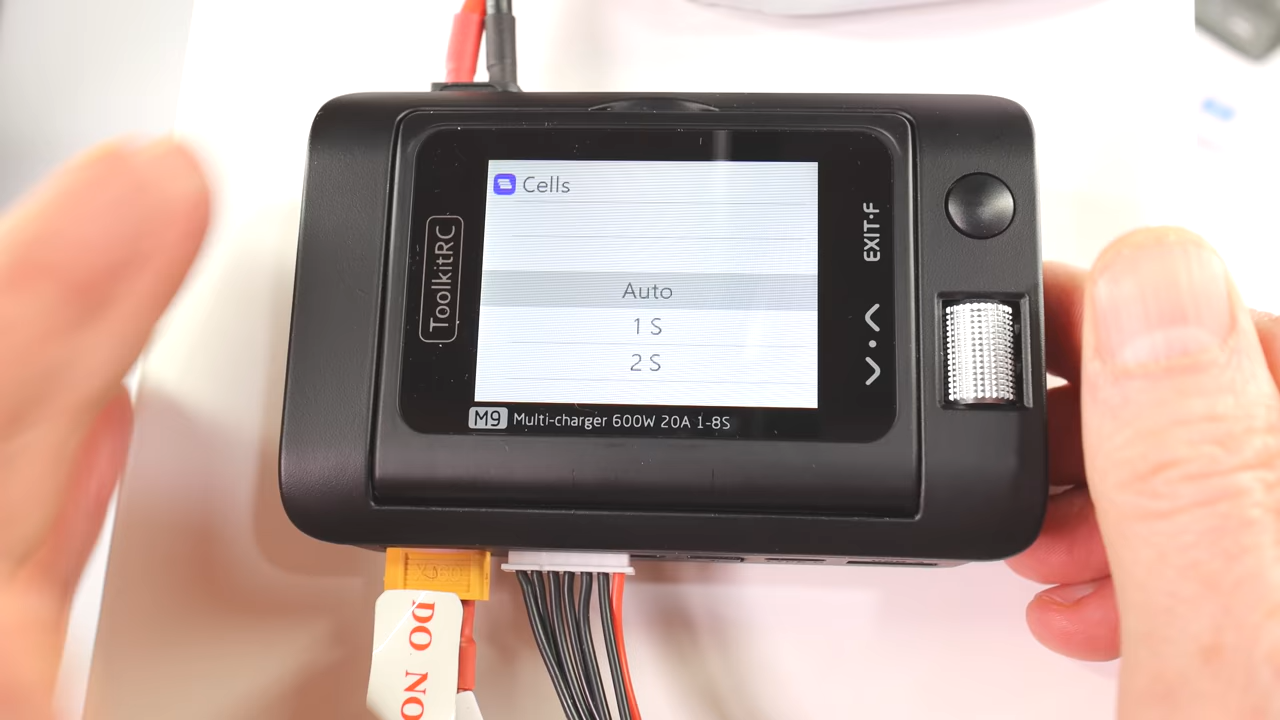 Cells
Auto
1 S
2 S
ToolkitRC
EXIT·F
M9 Multi-charger 600W 20A 1-8S
DO NO